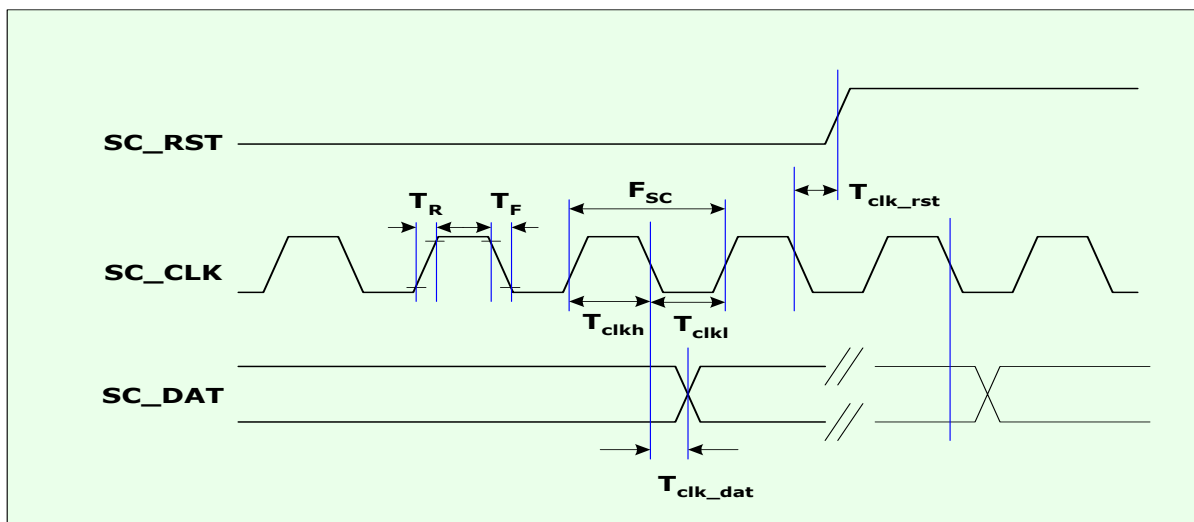 SC_RST
T_clk_rst
T_R
T_F
F_SC
SC_CLK
T_clkh
T_clkl
SC_DAT
T_clk_dat